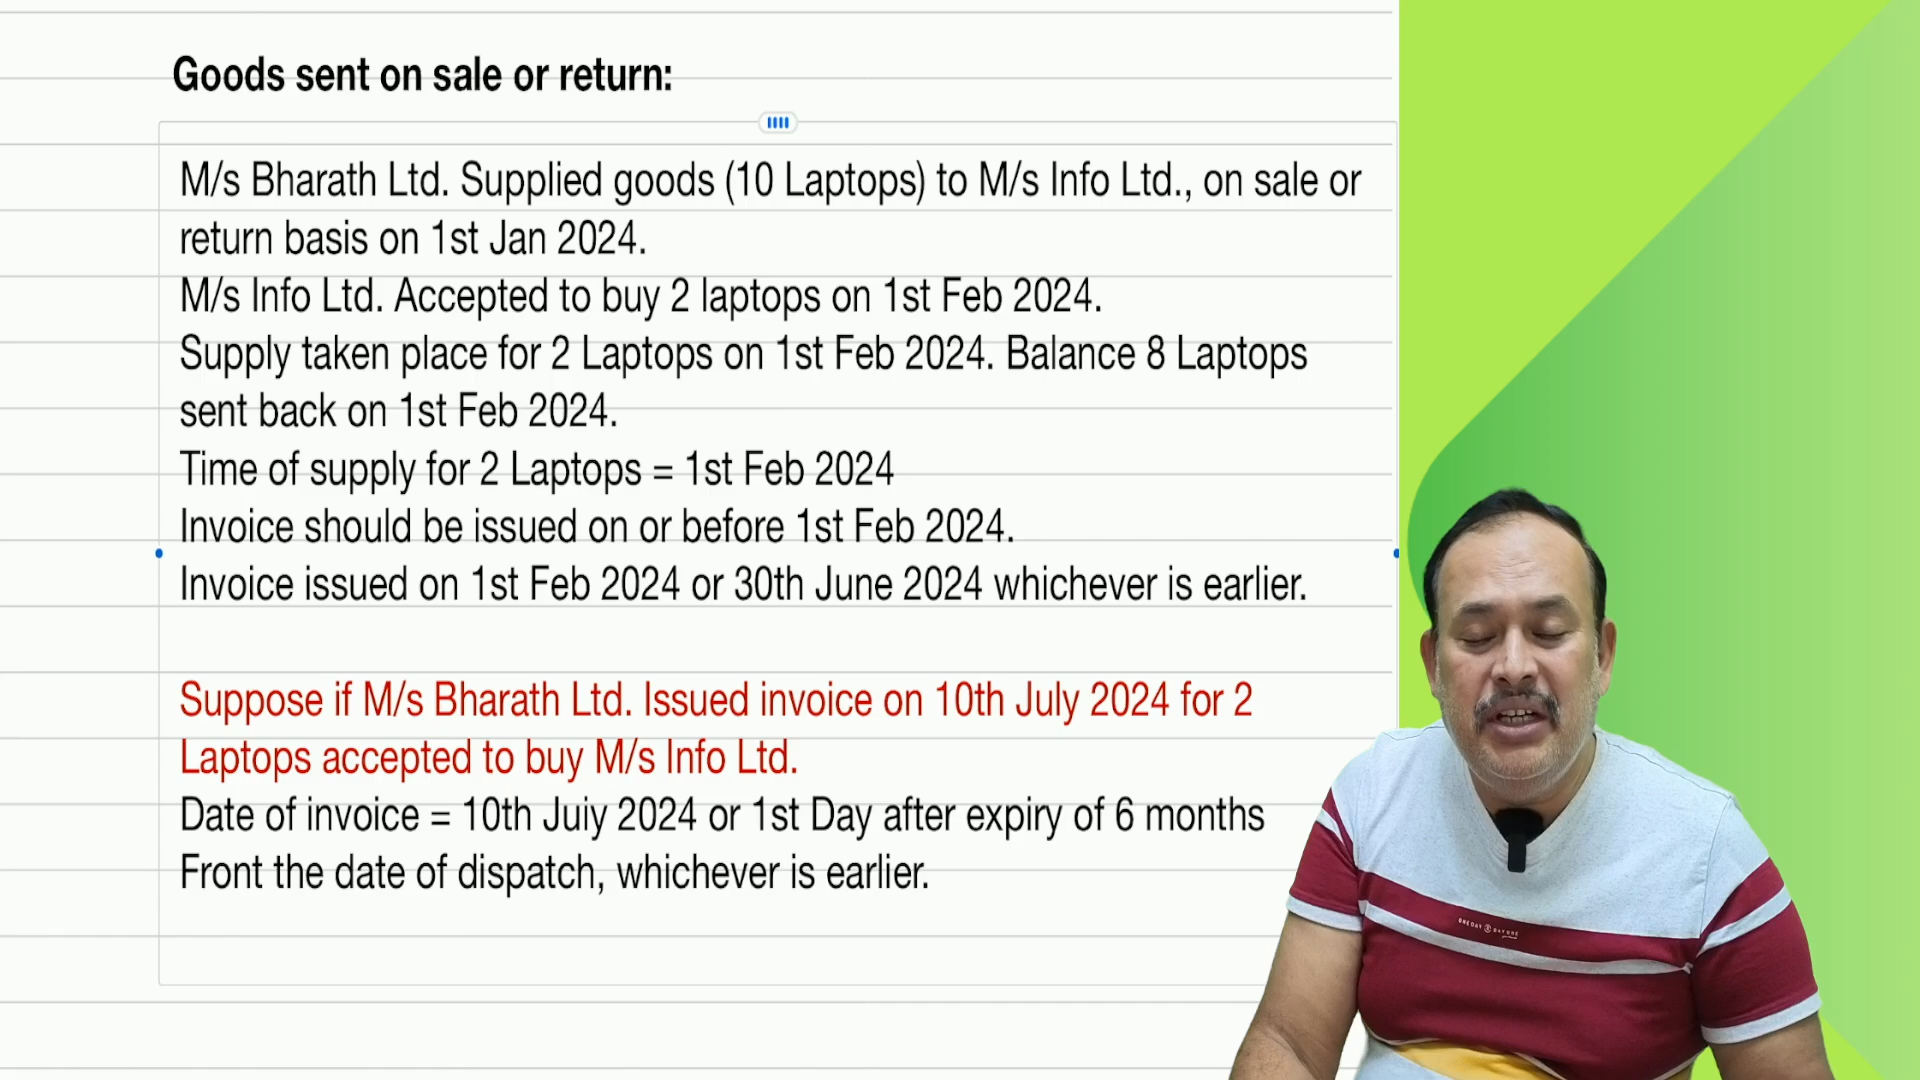 Goods sent on sale or return:
M/s Bharath Ltd. Supplied goods (10 Laptops) to M/s Info Ltd., on sale or
return basis on 1st Jan 2024.
M/s Info Ltd. Accepted to buy 2 laptops on 1st Feb 2024.
Supply taken place for 2 Laptops on 1st Feb 2024. Balance 8 Laptops
sent back on 1st Feb 2024.
Time of supply for 2 Laptops = 1st Feb 2024
Invoice should be issued on or before 1st Feb 2024.
Invoice issued on 1st Feb 2024 or 30th June 2024 whichever is earlier.
Suppose if M/s Bharath Ltd. Issued invoice on 10th July 2024 for 2
Laptops accepted to buy M/s Info Ltd.
Date of invoice = 10th Juiy 2024 or 1st Day after expiry of 6 months
Front the date of dispatch, whichever is earlier.